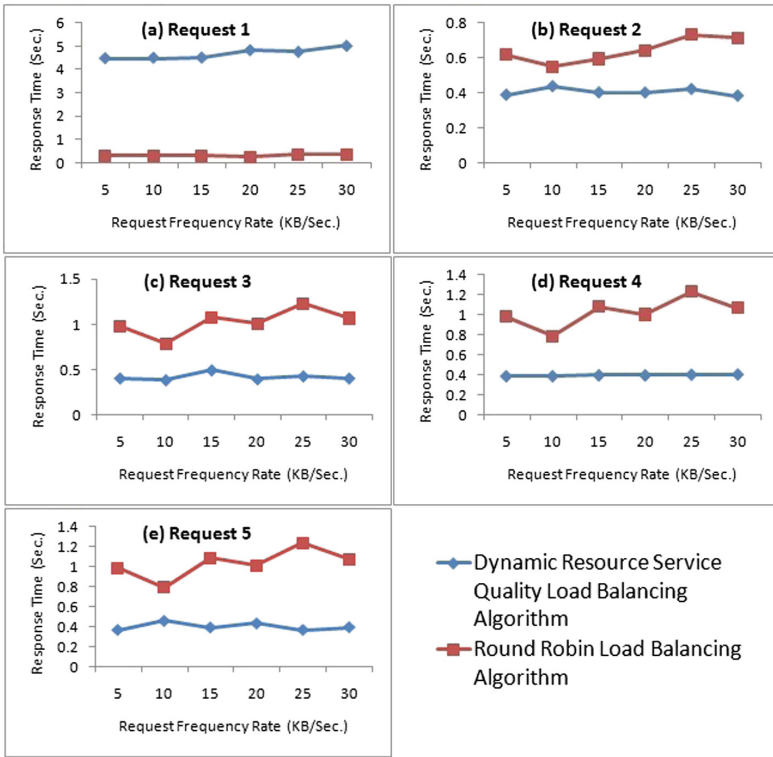 (a) Request 1
Response Time (Sec.)
6
5
4
3
2
1
0
5 10 15 20 25 30
Request Frequency Rate (KB/Sec.)
(b) Request 2
Response Time (Sec.)
0.8
0.6
0.4
0.2
0
5 10 15 20 25 30
Request Frequency Rate (KB/Sec.)
(c) Request 3
Response Time (Sec.)
1.5
1
0.5
0
5 10 15 20 25 30
Request Frequency Rate (KB/Sec.)
(d) Request 4
Response Time (Sec.)
1.4
1.2
1
0.8
0.6
0.4
0.2
0
5 10 15 20 25 30
Request Frequency Rate (KB/Sec.)
(e) Request 5
Response Time (Sec.)
1.4
1.2
1
0.8
0.6
0.4
0.2
0
5 10 15 20 25 30
Request Frequency Rate (KB/Sec.)
Dynamic Resource Service
Quality Load Balancing
Algorithm
Round Robin Load Balancing
Algorithm